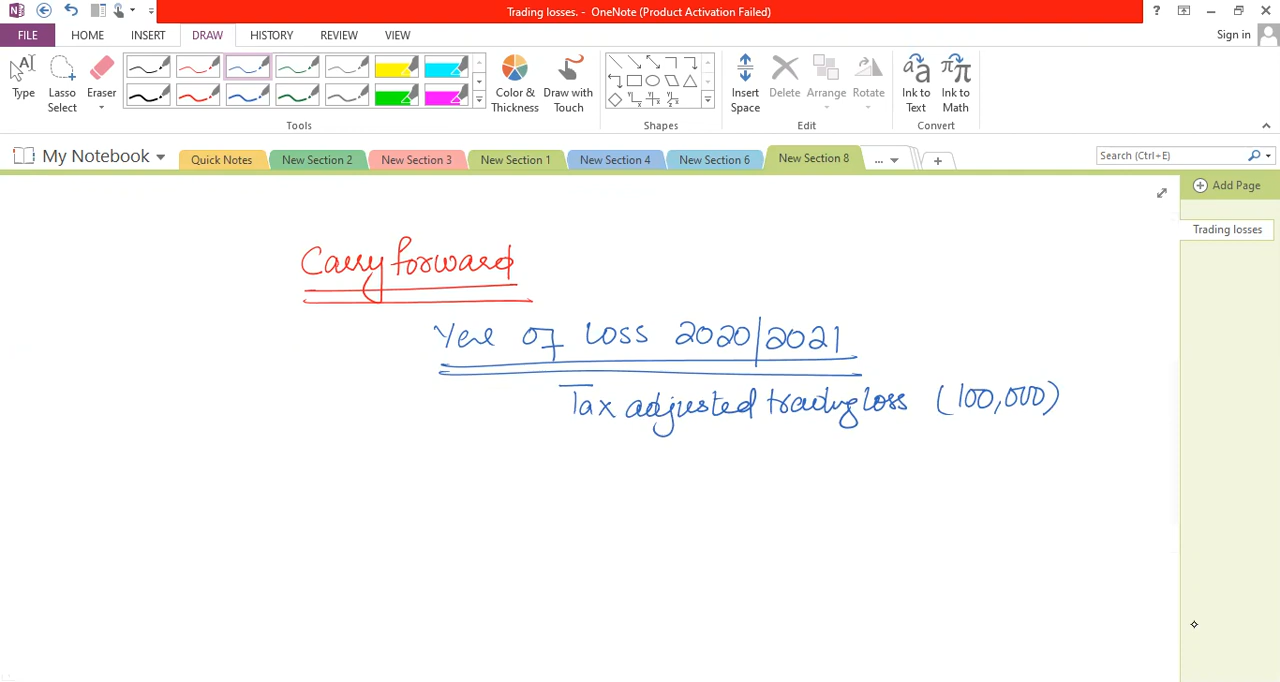 Trading losses. - OneNote (Product Activation Failed)
?
FILE HOME INSERT DRAW HISTORY REVIEW VIEW
Sign in
Type
Lasso Select
Eraser
Color & Thickness
Draw with Touch
Insert Space
Delete
Arrange
Rotate
Ink to Text
Ink to Math
Tools
Shapes
Edit
Convert
My Notebook
Quick Notes
New Section 2
New Section 3
New Section 1
New Section 4
New Section 6
New Section 8
...
Search (Ctrl+E)
Add Page
Trading losses
Carry forward
of Loss 2020/2021
Tax adjusted trading loss (100,000)